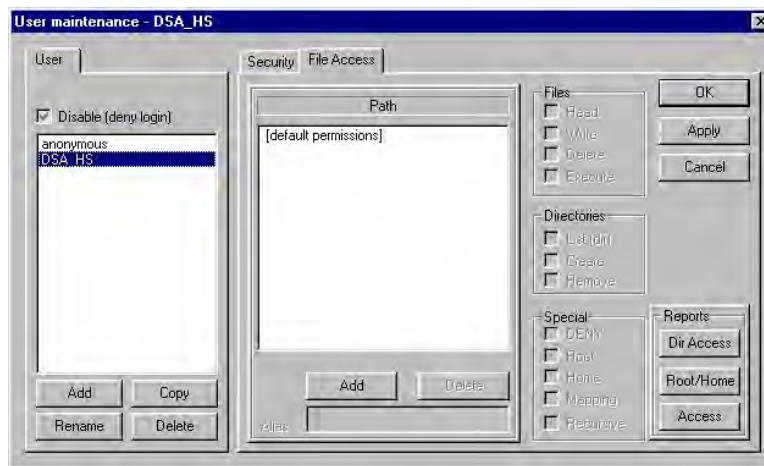 User maintenance - DSA_HS
User
Disable (deny login)
anonymous
DSA_HS
Add
Copy
Rename
Delete
Security
File Access
Path
[default permissions]
Add
Delete
Alias
Files
Read
Write
Delete
Execute
Directories
List (dir)
Create
Remove
Special
DENY
Root
Home
Mapping
Recursive
OK
Apply
Cancel
Reports
Dir Access
Root/Home
Access